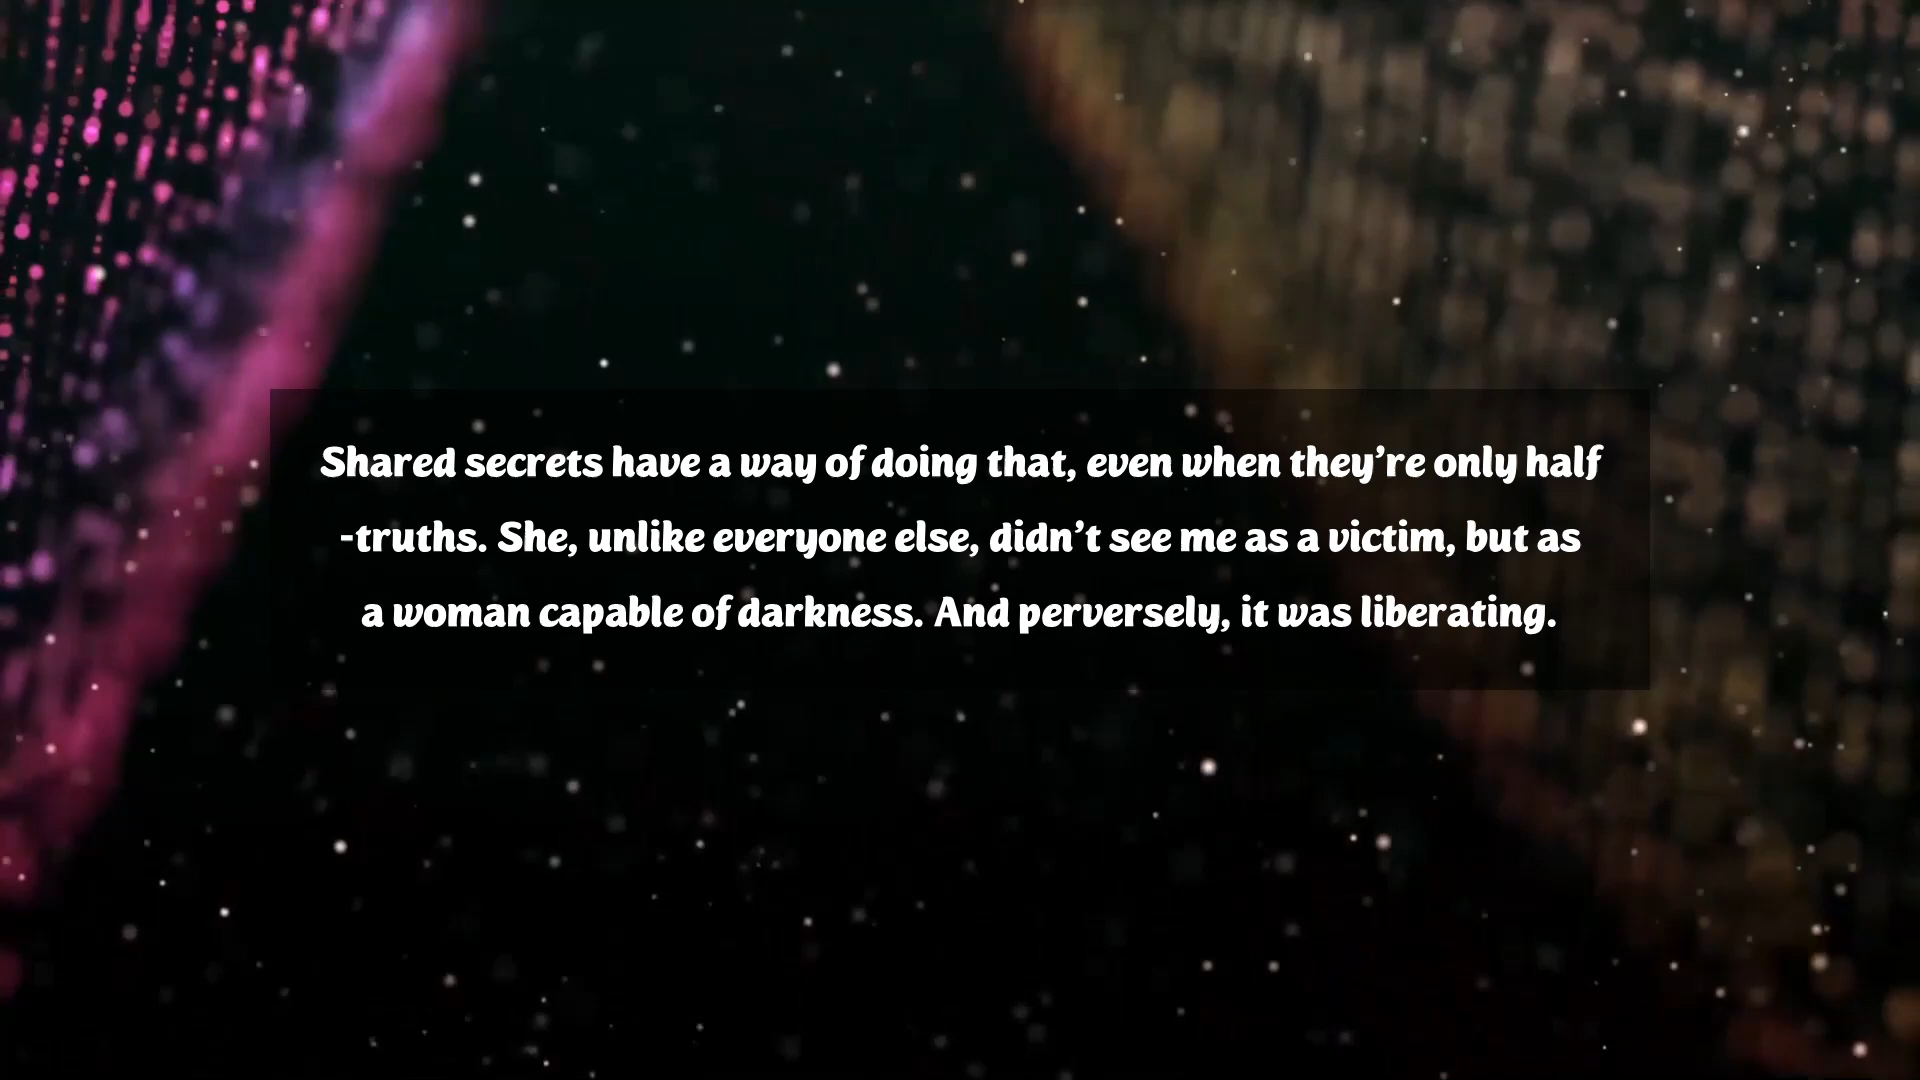 Shared secrets have a way of doing that, even when they’re only half
-truths. She, unlike everyone else, didn’t see me as a victim, but as
a woman capable of darkness. And perversely, it was liberating.